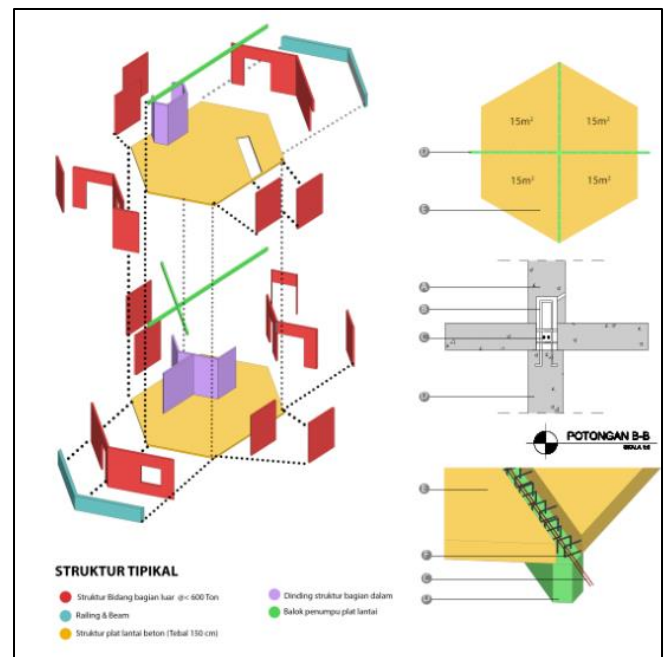 15m²
15m²
15m²
15m²
A
B
POTONGAN B-B
STRUKTUR TIPIKAL
Struktur Bidang bagian luar @< 600 Ton
Railing & Beam
Struktur plat lantai beton (Tebal 150 cm)
Dinding struktur bagian dalam
Balok penumpu plat lantai